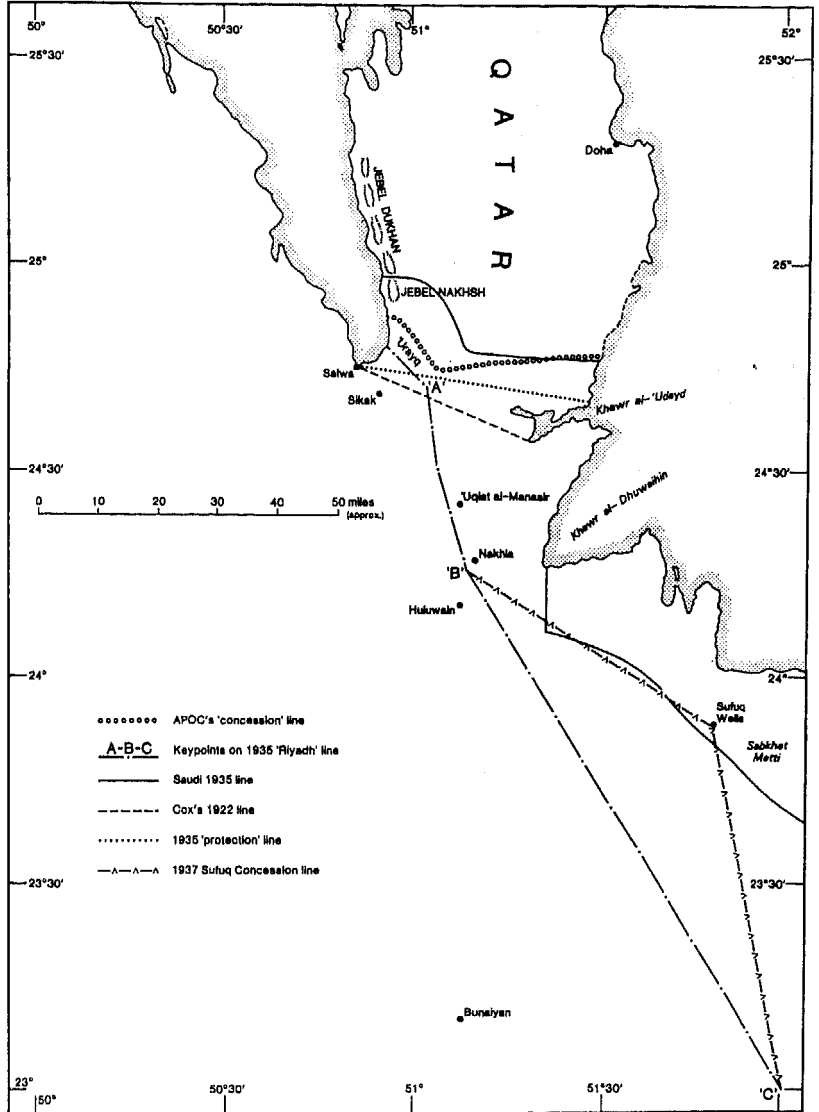 50°
50°30'
51°
52°
25°30'
25°30'
Q A T A R
Doha
JEBEL DUKHAN
25°
25°
JEBEL NAKHSH
'Urayq
Salwa
'A'
Sikak
Khawr al-'Udayd
24°30'
24°30'
'Uqlat al-Manasir
0 10 20 30 40 50 miles
(approx.)
Khawr al-Dhuwaihin
Nakhla
'B'
Huluwain
24°
24°
Sufuq
Wells
Sabkhet
Matti
APOC's 'concession' line
A-B-C Keypoints on 1935 'Riyadh' line
Saudi 1935 line
Cox's 1922 line
1935 'protection' line
1937 Sufuq Concession line
23°30'
23°30'
Bunaiyan
23°
'C'
50°
50°30'
51°
51°30'